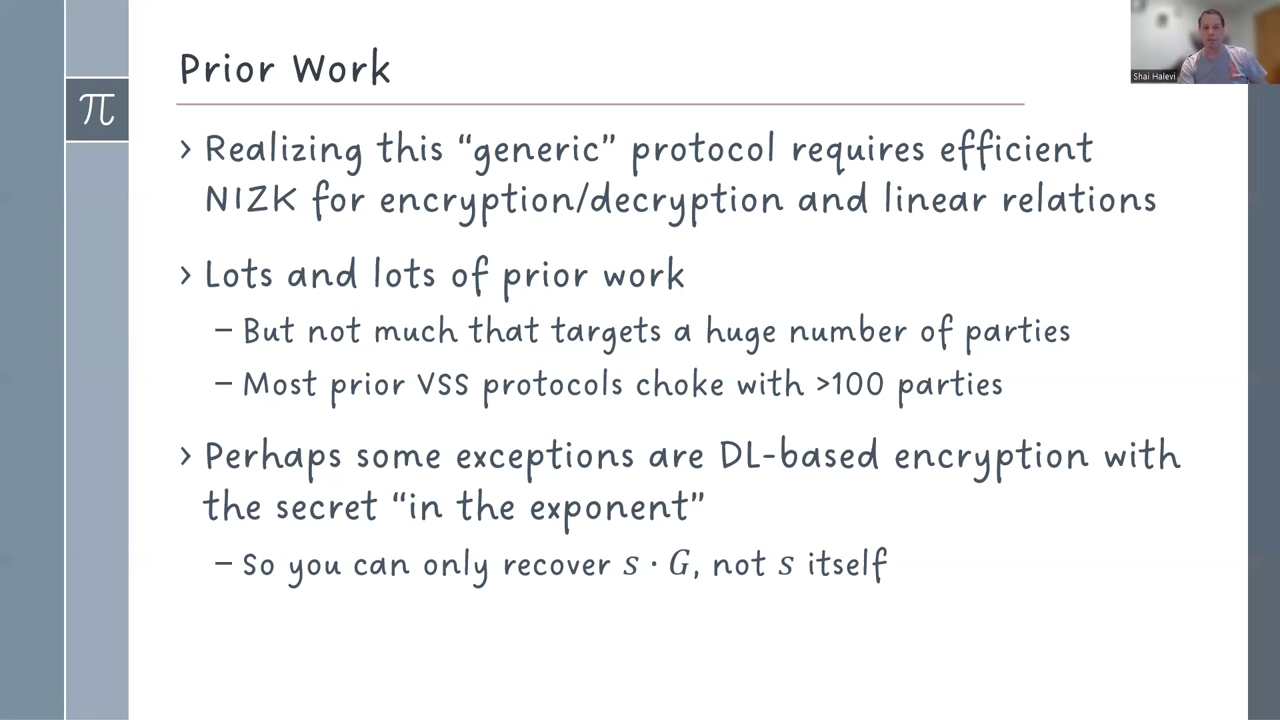 Prior Work
Shai Halevi
π
› Realizing this “generic” protocol requires efficient
NIZK for encryption/decryption and linear relations
› Lots and lots of prior work
– But not much that targets a huge number of parties
– Most prior VSS protocols choke with >100 parties
› Perhaps some exceptions are DL-based encryption with
the secret “in the exponent”
– So you can only recover s · G, not s itself